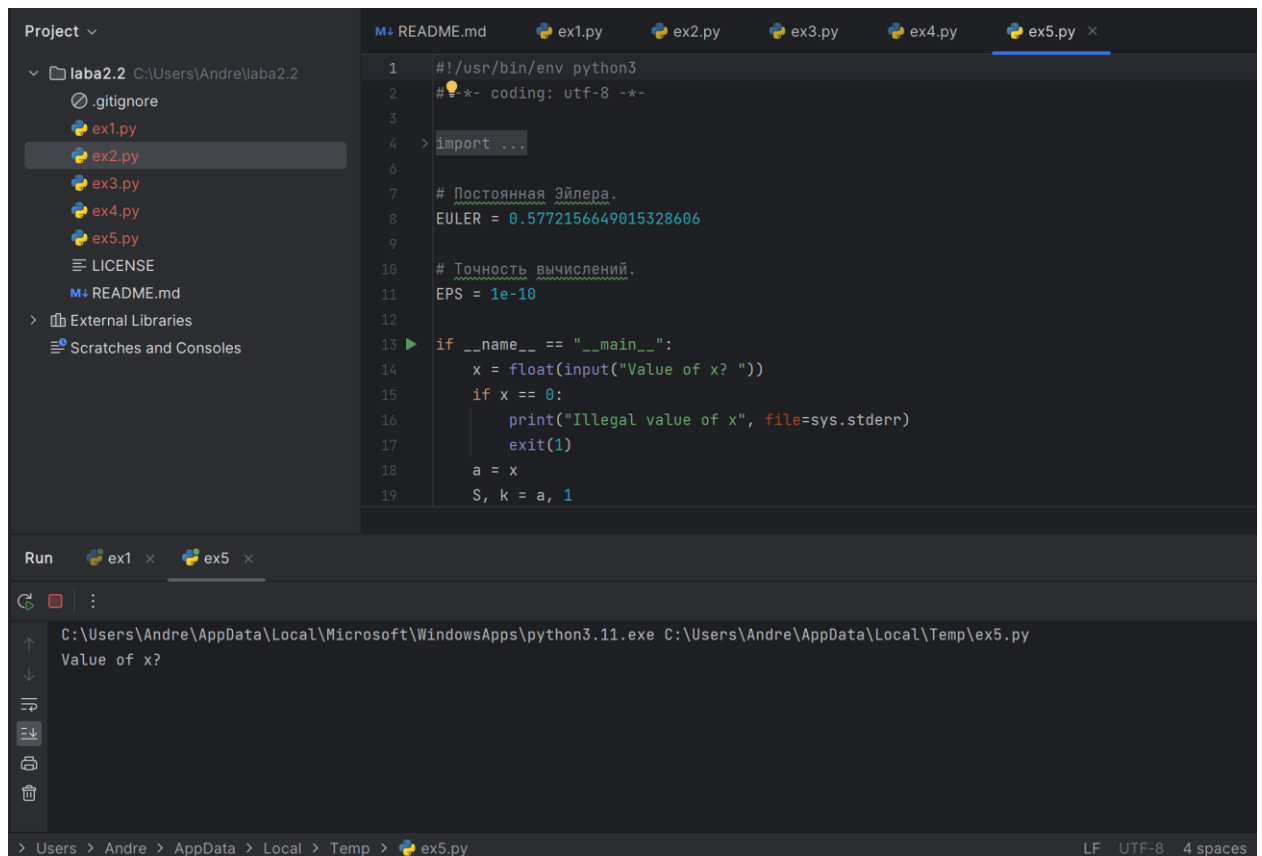 Project
laba2.2 C:\Users\Andre\laba2.2
.gitignore
ex1.py
ex2.py
ex3.py
ex4.py
ex5.py
LICENSE
M↓ README.md
External Libraries
Scratches and Consoles
M↓ README.md ex1.py ex2.py ex3.py ex4.py ex5.py ×
1 #!/usr/bin/env python3
2 # -*- coding: utf-8 -*-
3
4 import ...
6
7 # Постоянная Эйлера.
8 EULER = 0.5772156649015328606
9
10 # Точность вычислений.
11 EPS = 1e-10
12
13 if __name__ == "__main__":
14 x = float(input("Value of x? "))
15 if x == 0:
16 print("Illegal value of x", file=sys.stderr)
17 exit(1)
18 a = x
19 S, k = a, 1
Run ex1 × ex5 ×
C:\Users\Andre\AppData\Local\Microsoft\WindowsApps\python3.11.exe C:\Users\Andre\AppData\Local\Temp\ex5.py
Value of x?
> Users > Andre > AppData > Local > Temp > ex5.py LF UTF-8 4 spaces